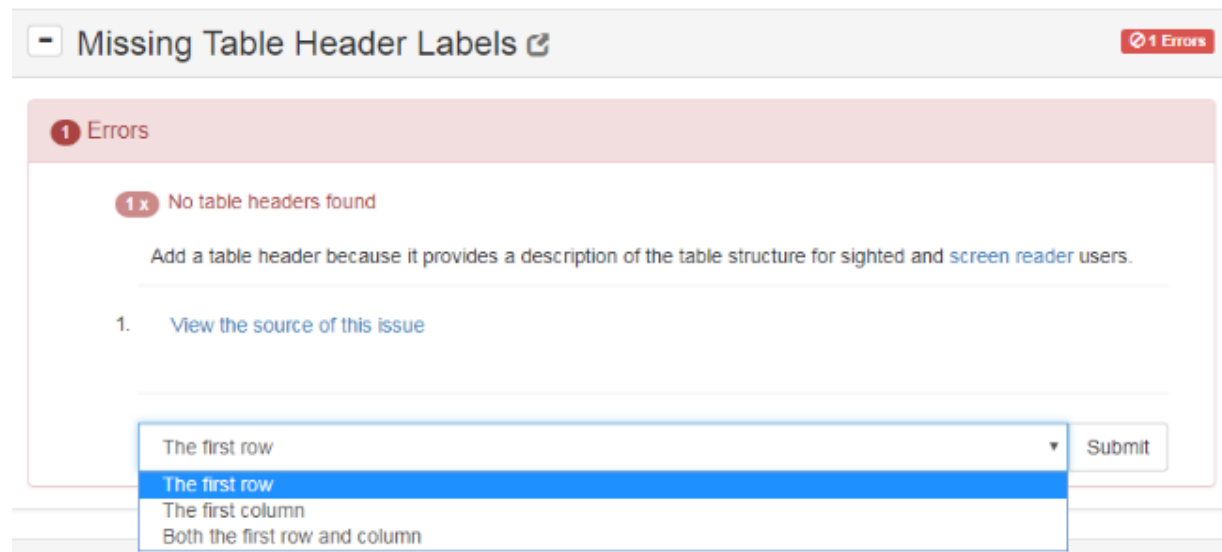 Missing Table Header Labels
1 Errors
1 Errors
1 x No table headers found
Add a table header because it provides a description of the table structure for sighted and screen reader users.
1. View the source of this issue
The first row
Submit
The first row
The first column
Both the first row and column